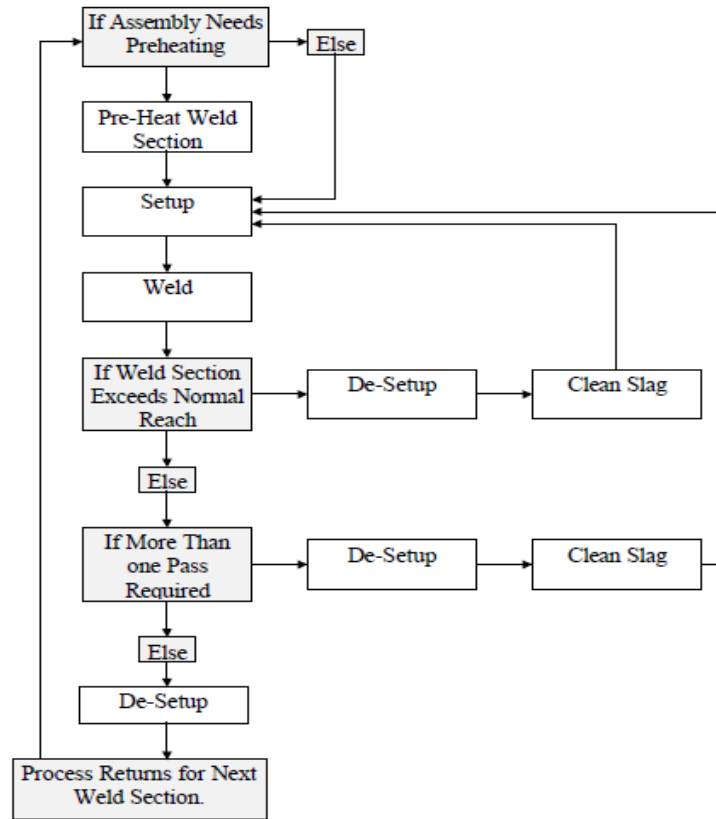 If Assembly Needs
Preheating
Else
Pre-Heat Weld
Section
Setup
Weld
If Weld Section
Exceeds Normal
Reach
De-Setup
Clean Slag
Else
If More Than
one Pass
Required
De-Setup
Clean Slag
Else
De-Setup
Process Returns for Next
Weld Section.